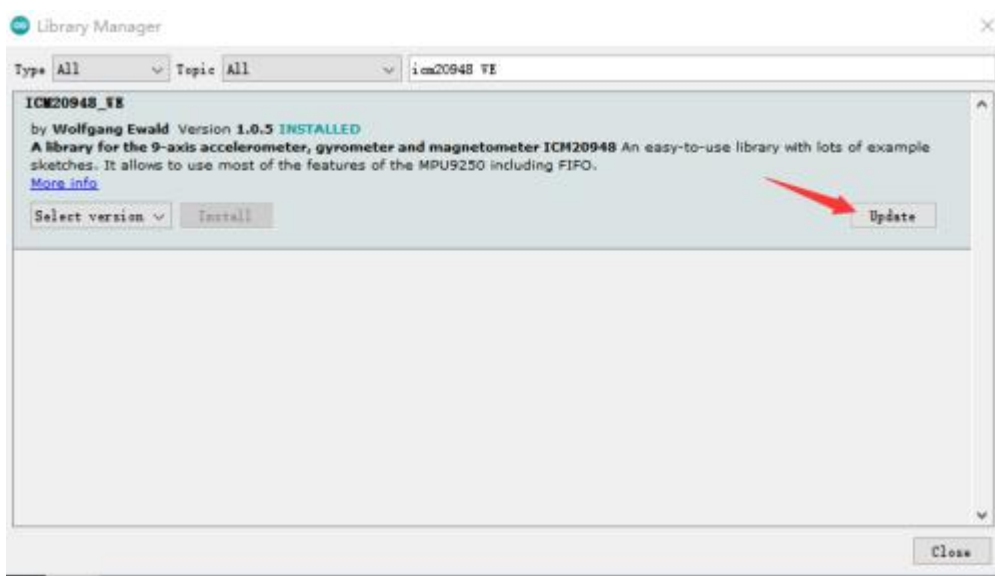 Library Manager
Type All Topic All icm20948 WE
ICM20948_WE
by Wolfgang Ewald Version 1.0.5 INSTALLED
A library for the 9-axis accelerometer, gyrometer and magnetometer ICM20948 An easy-to-use library with lots of example
sketches. It allows to use most of the features of the MPU9250 including FIFO.
More info
Select version Install Update
Close